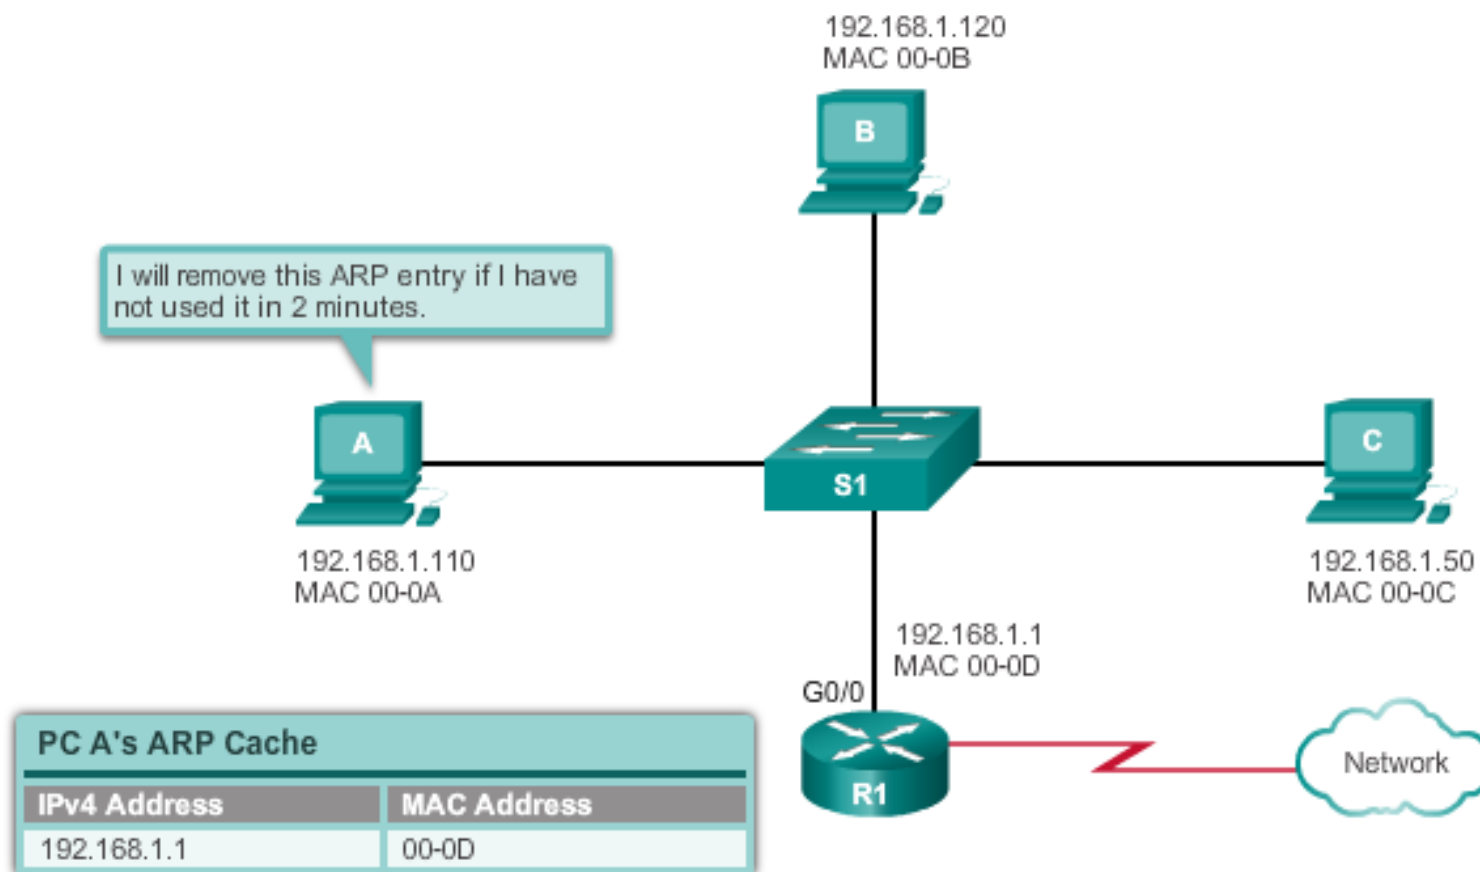 192.168.1.120
MAC 00-0B
B
I will remove this ARP entry if I have
not used it in 2 minutes.
A
S1
C
192.168.1.110
MAC 00-0A
192.168.1.50
MAC 00-0C
192.168.1.1
MAC 00-0D
G0/0
R1
Network
PC A's ARP Cache
IPv4 Address MAC Address
192.168.1.1 00-0D